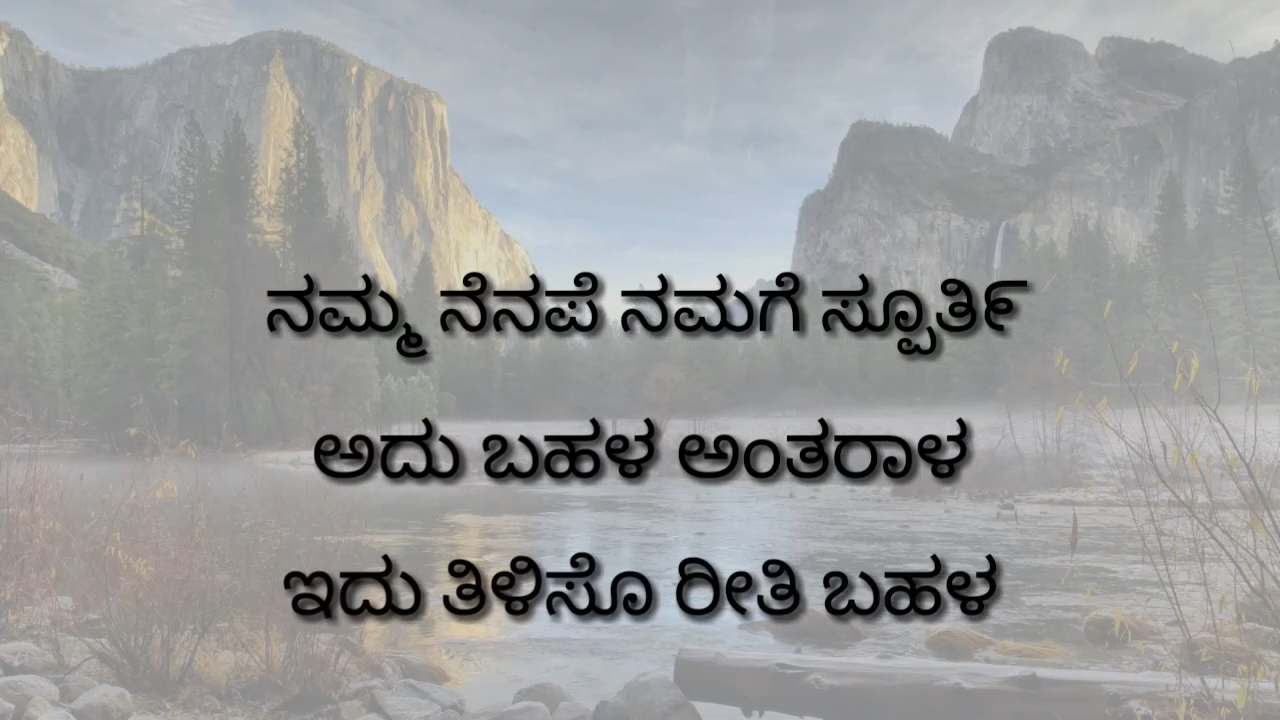 ನಮ್ಮ ನೆನಪೆ ನಮಗೆ ಸ್ಪೂರ್ತಿ
ಅದು ಬಹಳ ಅಂತರಾಳ
ಇದು ತಿಳಿಸೊ ರೀತಿ ಬಹಳ